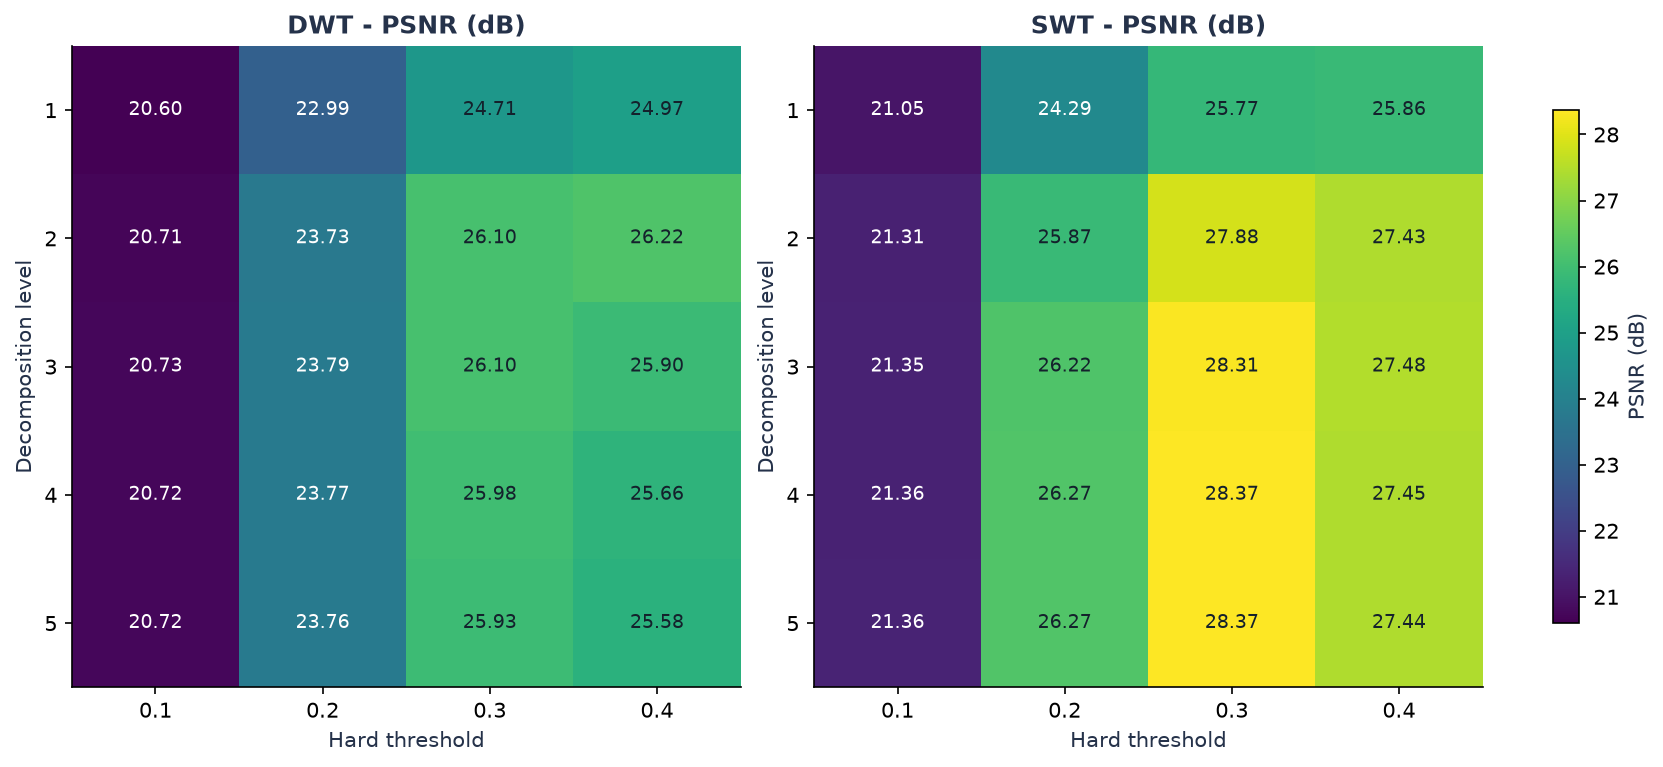 DWT - PSNR (dB)
Decomposition level
1 20.60 22.99 24.71 24.97
2 20.71 23.73 26.10 26.22
3 20.73 23.79 26.10 25.90
4 20.72 23.77 25.98 25.66
5 20.72 23.76 25.93 25.58
0.1 0.2 0.3 0.4
Hard threshold
SWT - PSNR (dB)
Decomposition level
1 21.05 24.29 25.77 25.86
2 21.31 25.87 27.88 27.43
3 21.35 26.22 28.31 27.48
4 21.36 26.27 28.37 27.45
5 21.36 26.27 28.37 27.44
0.1 0.2 0.3 0.4
Hard threshold
28
27
26
25
24
23
22
21
PSNR (dB)